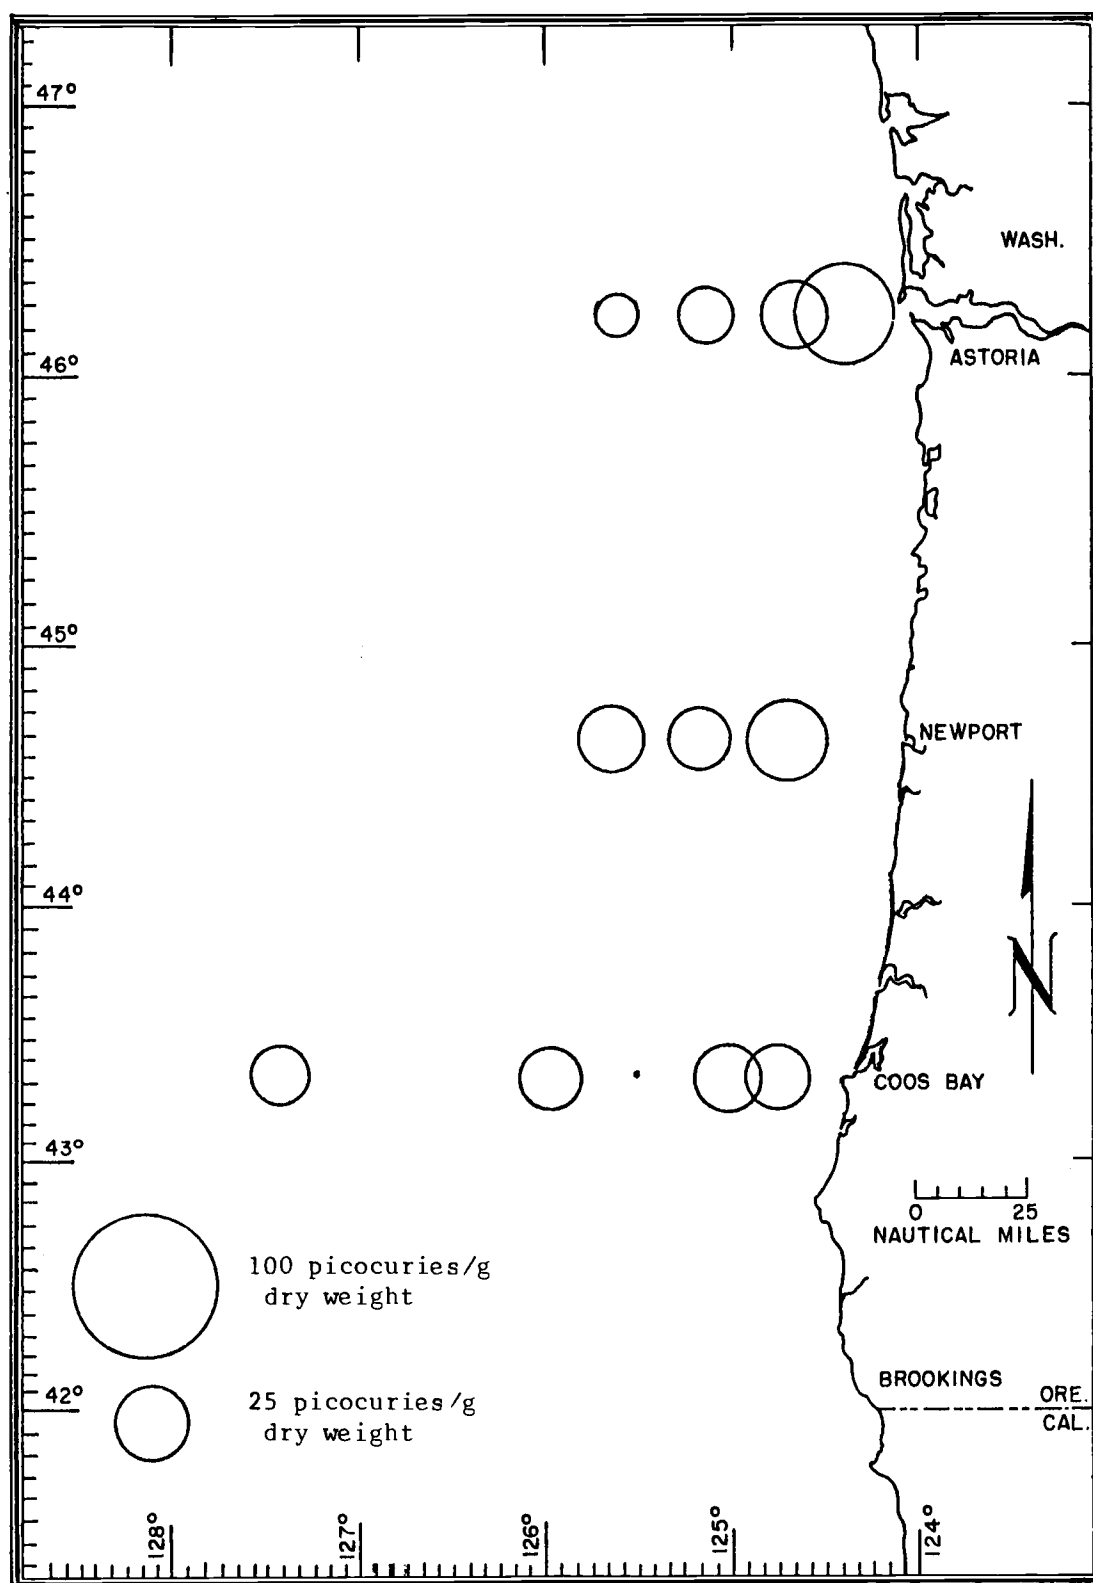 47°
WASH.
46°
ASTORIA
45°
NEWPORT
44°
N
COOS BAY
43°
0 25
NAUTICAL MILES
100 picocuries/g
dry weight
BROOKINGS
42°
25 picocuries/g
dry weight
ORE.
CAL.
128°
127°
126°
125°
124°